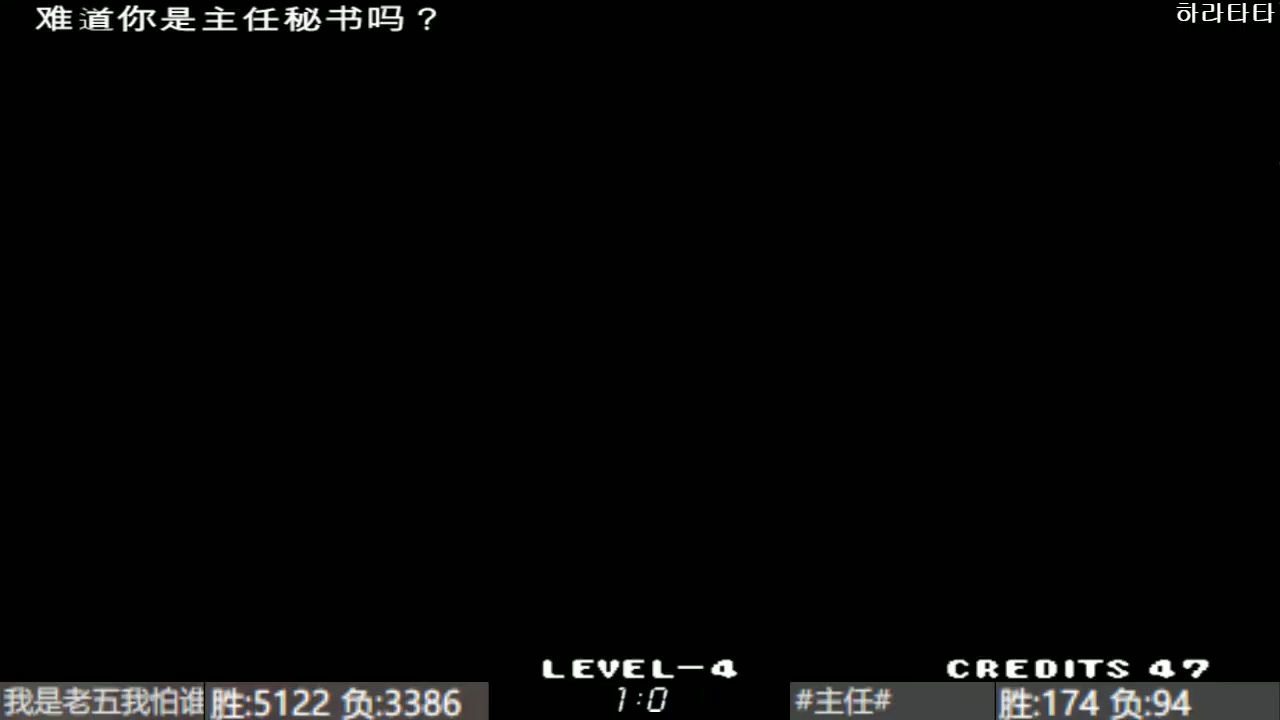 难道你是主任秘书吗？
하라타타
LEVEL-4
CREDITS 47
我是老五我怕谁
胜:5122 负:3386
1:0
#主任#
胜:174 负:94